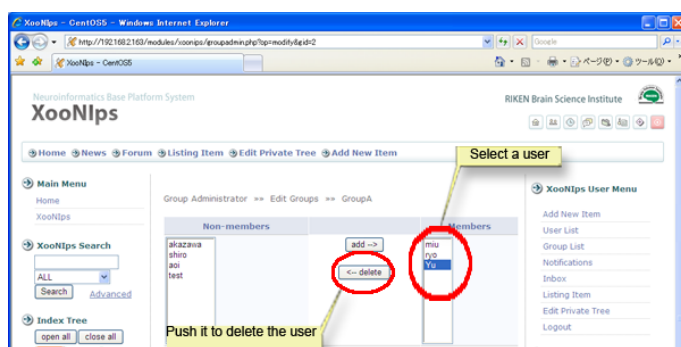 XooNIps - CentOS5 - Windows Internet Explorer
http://192.168.2.163/modules/xoonips/groupadmin.php?op=modify&gid=2
Google
XooNIps - CentOS5
ページ(P)
ツール(O)
Neuroinformatics Base Platform System
XooNIps
RIKEN Brain Science Institute
Home News Forum Listing Item Edit Private Tree Add New Item
Select a user
Main Menu
Home
XooNIps
XooNIps Search
ALL
Search Advanced
Index Tree
open all close all
Group Administrator »» Edit Groups »» GroupA
Non-members
Members
akazawa
shiro
aoi
test
add -->
<-- delete
miu
ryo
Yu
Push it to delete the user
XooNIps User Menu
Add New Item
User List
Group List
Notifications
Inbox
Listing Item
Edit Private Tree
Logout